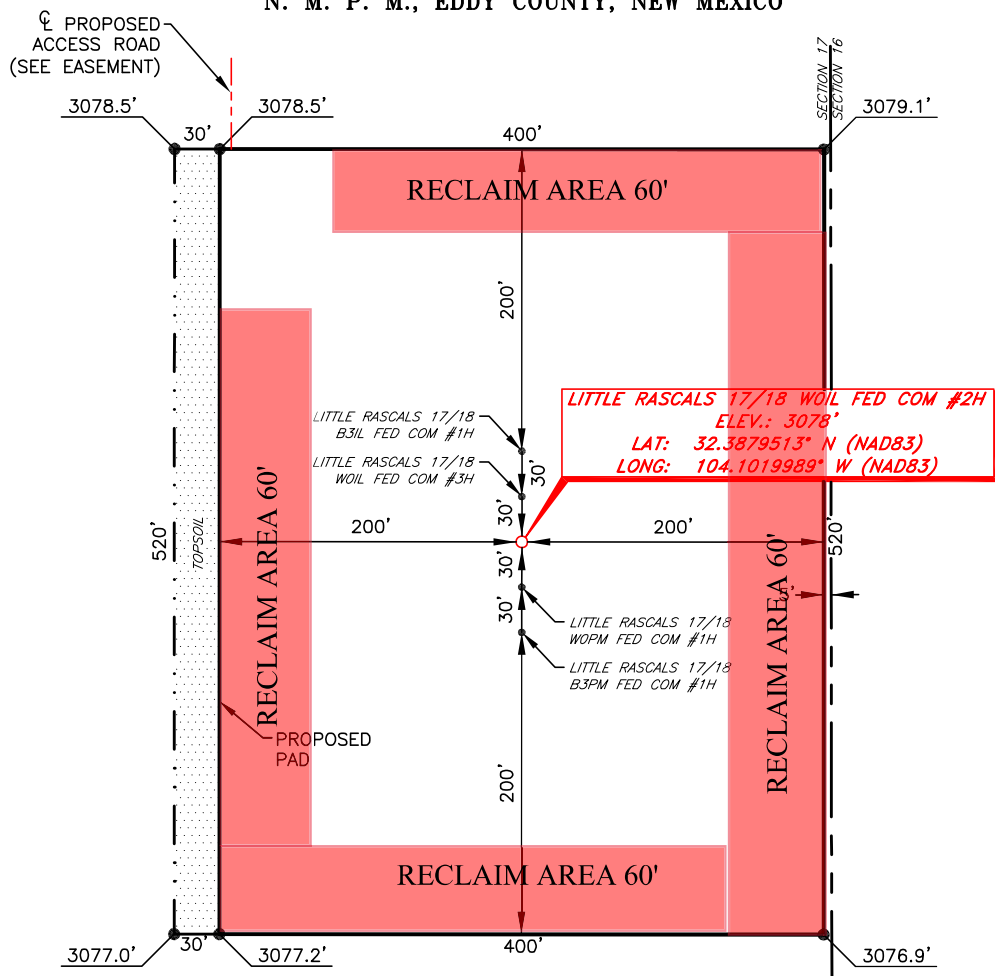 N. M. P. M., EDDY COUNTY, NEW MEXICO
℄ PROPOSED
ACCESS ROAD
(SEE EASEMENT)
SECTION 17
SECTION 16
3078.5'
3078.5'
3079.1'
30'
400'
RECLAIM AREA 60'
200'
LITTLE RASCALS 17/18 WOIL FED COM #2H
ELEV.: 3078'
LAT: 32.3879513° N (NAD83)
LONG: 104.1019989° W (NAD83)
LITTLE RASCALS 17/18
B3IL FED COM #1H
30'
LITTLE RASCALS 17/18
WOIL FED COM #3H
30'
520'
TOPSOIL
RECLAIM AREA 60'
200'
200'
520'
30'
30'
LITTLE RASCALS 17/18
W0PM FED COM #1H
LITTLE RASCALS 17/18
B3PM FED COM #1H
RECLAIM AREA 60'
PROPOSED
PAD
200'
RECLAIM AREA 60'
3077.0'
30'
3077.2'
400'
3076.9'